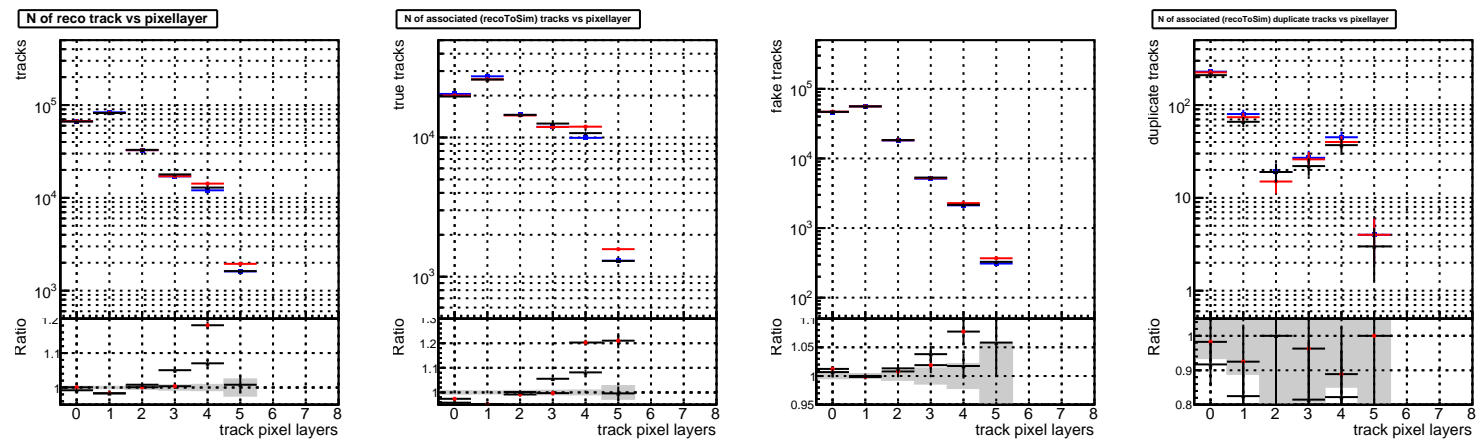 N of reco track vs pixellayer
tracks
10^5
10^4
10^3
Ratio
1.2
1.1
1
0 1 2 3 4 5 6 7 8
track pixel layers
N of associated (recoToSim) tracks vs pixellayer
true tracks
10^4
10^3
Ratio
1.3
1.2
1.1
1
0 1 2 3 4 5 6 7 8
track pixel layers
fake tracks
10^5
10^4
10^3
10^2
Ratio
1.1
1.05
1
0.95
0 1 2 3 4 5 6 7 8
track pixel layers
N of associated (recoToSim) duplicate tracks vs pixellayer
duplicate tracks
10^2
10
1
Ratio
1
0.9
0.8
0 1 2 3 4 5 6 7 8
track pixel layers